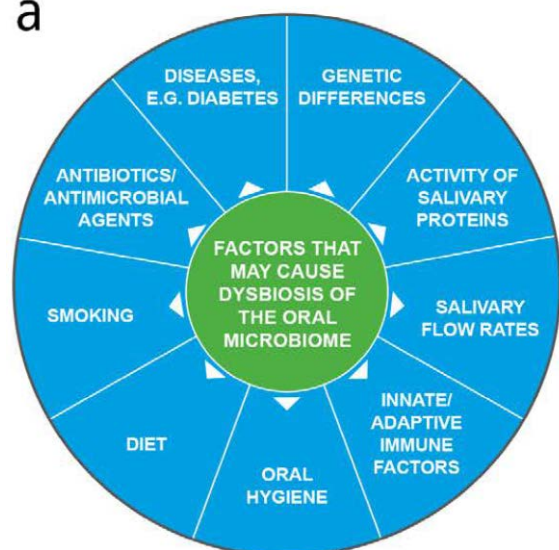 a
DISEASES,
E.G. DIABETES
GENETIC
DIFFERENCES
ACTIVITY OF
SALIVARY
PROTEINS
SALIVARY
FLOW RATES
INNATE/
ADAPTIVE
IMMUNE
FACTORS
ORAL
HYGIENE
DIET
SMOKING
ANTIBIOTICS/
ANTIMICROBIAL
AGENTS
FACTORS THAT
MAY CAUSE
DYSBIOSIS OF
THE ORAL
MICROBIOME